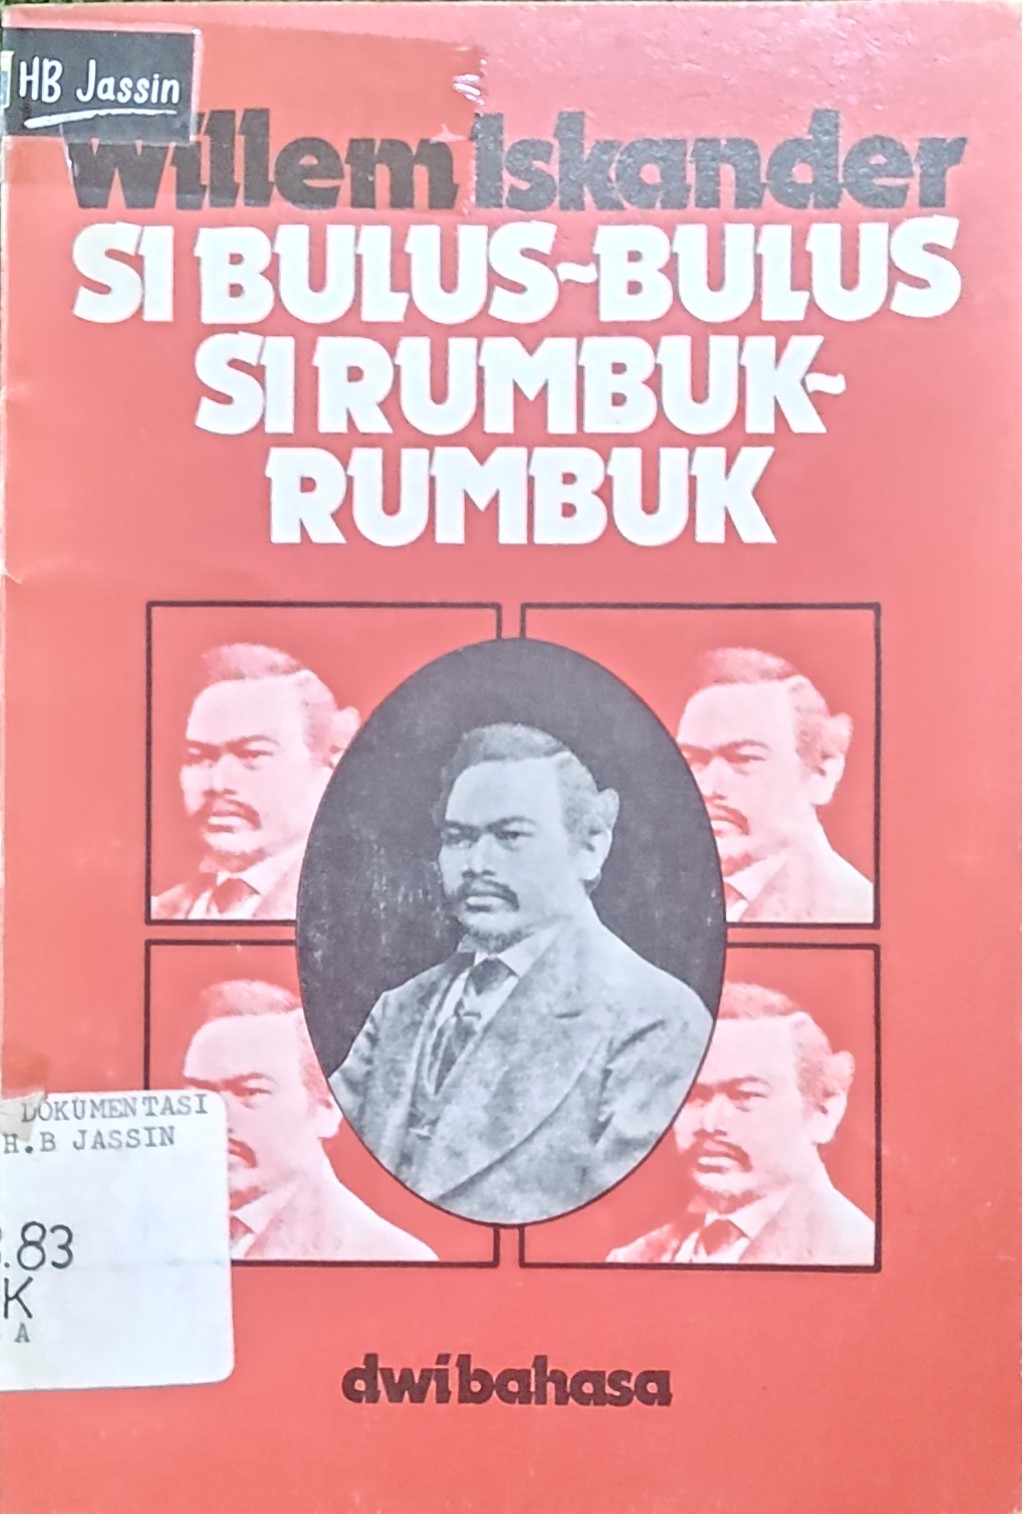 HB Jassin
Willem Iskander
SI BULUS~BULUS
SI RUMBUK~
RUMBUK
DOKUMENTASI
H.B JASSIN
.83
K
A
dwibahasa